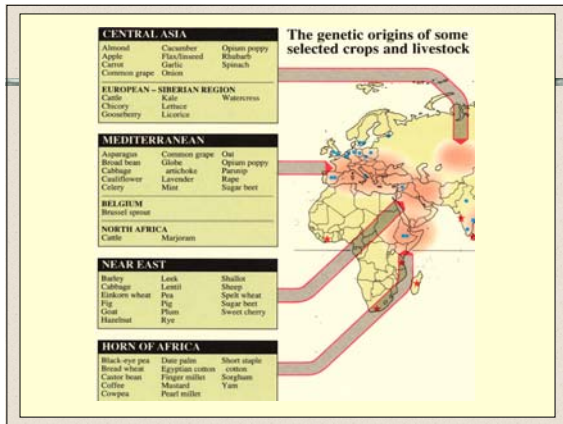 The genetic origins of some
selected crops and livestock
CENTRAL ASIA
Almond Cucumber Opium poppy
Apple Flax/linseed Rhubarb
Carrot Garlic Spinach
Common grape Onion
EUROPEAN – SIBERIAN REGION
Cattle Kale Watercress
Chicory Lettuce
Gooseberry Licorice
MEDITERRANEAN
Asparagus Common grape Oat
Broad bean Globe Opium poppy
Cabbage artichoke Parsnip
Cauliflower Lavender Rape
Celery Mint Sugar beet
BELGIUM
Brussel sprout
NORTH AFRICA
Cattle Marjoram
NEAR EAST
Barley Leek Shallot
Cabbage Lentil Sheep
Einkorn wheat Pea Spelt wheat
Fig Pig Sugar beet
Goat Plum Sweet cherry
Hazelnut Rye
HORN OF AFRICA
Black-eye pea Date palm Short staple
Bread wheat Egyptian cotton cotton
Castor bean Finger millet Sorghum
Coffee Mustard Yam
Cowpea Pearl millet